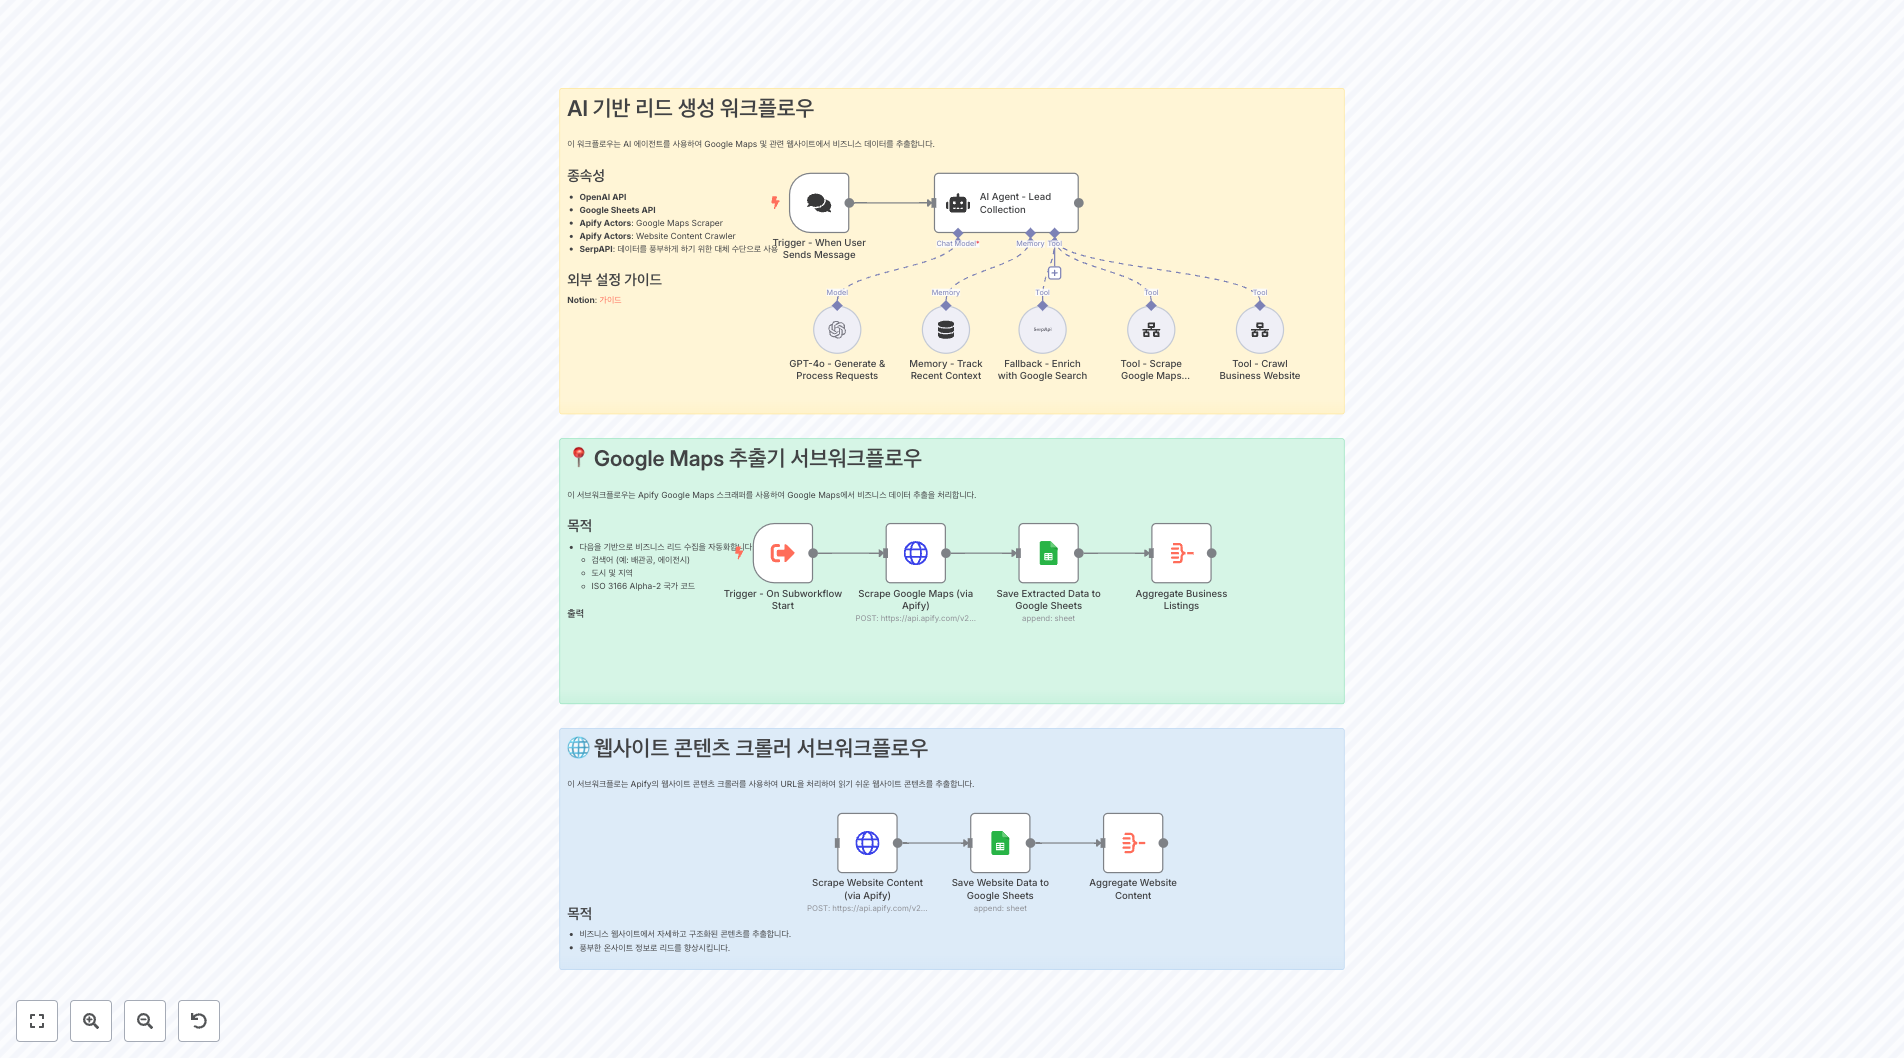 AI 기반 리드 생성 워크플로우
이 워크플로우는 AI 에이전트를 사용하여 Google Maps 및 관련 웹사이트에서 비즈니스 데이터를 추출합니다.
종속성
OpenAI API
Google Sheets API
Apify Actors: Google Maps Scraper
Apify Actors: Website Content Crawler
SerpAPI: 데이터를 풍부하게 하기 위한 대체 수단으로 사용
외부 설정 가이드
Notion: 가이드
Trigger - When User
Sends Message
AI Agent - Lead
Collection
Chat Model*
Memory
Tool
Model
Memory
Tool
Tool
Tool
SerpApi
GPT-4o - Generate &
Process Requests
Memory - Track
Recent Context
Fallback - Enrich
with Google Search
Tool - Scrape
Google Maps...
Tool - Crawl
Business Website
Google Maps 추출기 서브워크플로우
이 서브워크플로우는 Apify Google Maps 스크래퍼를 사용하여 Google Maps에서 비즈니스 데이터 추출을 처리합니다.
목적
다음을 기반으로 비즈니스 리드 수집을 자동화합니다
검색어 (예: 배관공, 에이전시)
도시 및 지역
ISO 3166 Alpha-2 국가 코드
출력
Trigger - On Subworkflow
Start
Scrape Google Maps (via
Apify)
POST: https://api.apify.com/v2...
Save Extracted Data to
Google Sheets
append: sheet
Aggregate Business
Listings
웹사이트 콘텐츠 크롤러 서브워크플로우
이 서브워크플로는 Apify의 웹사이트 콘텐츠 크롤러를 사용하여 URL을 처리하여 읽기 쉬운 웹사이트 콘텐츠를 추출합니다.
Scrape Website Content
(via Apify)
POST: https://api.apify.com/v2...
Save Website Data to
Google Sheets
append: sheet
Aggregate Website
Content
목적
비즈니스 웹사이트에서 자세하고 구조화된 콘텐츠를 추출합니다.
풍부한 온사이트 정보로 리드를 향상시킵니다.